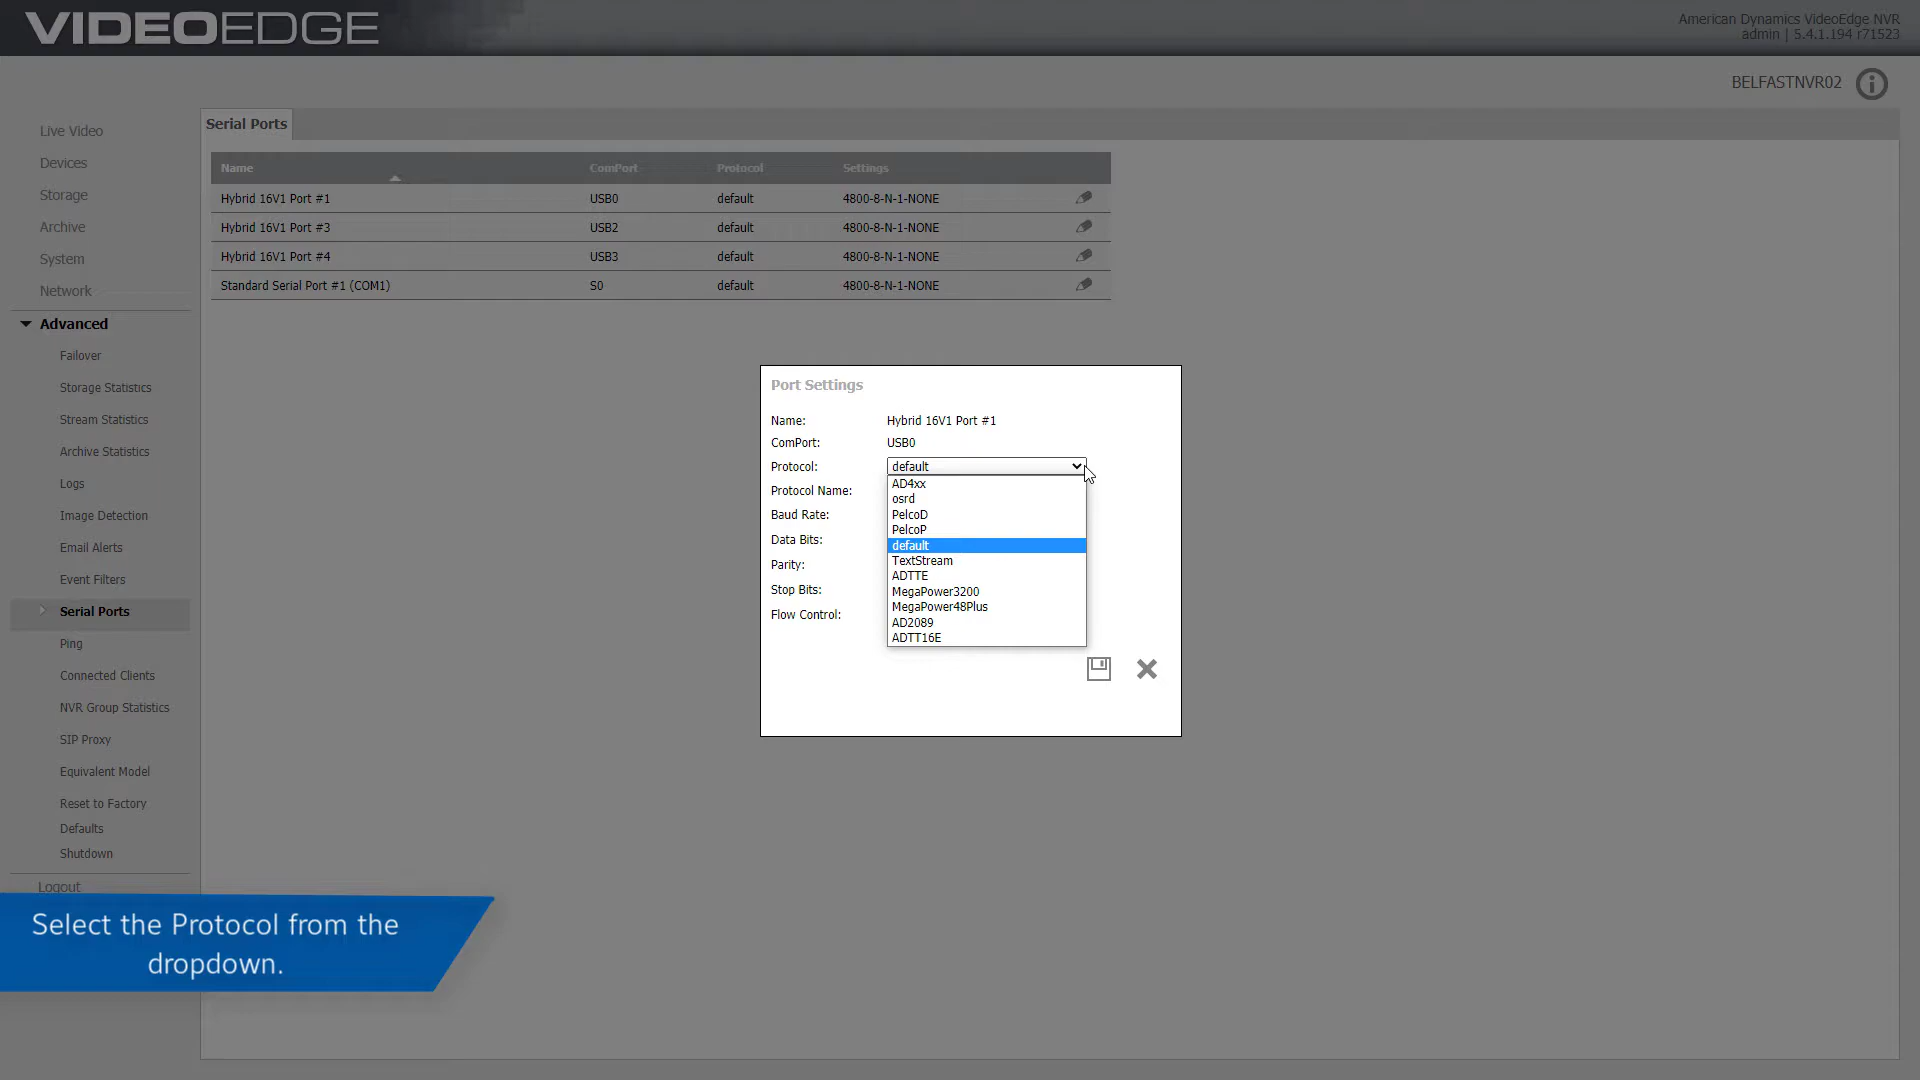 VIDEOEDGE
American Dynamics VideoEdge NVR
admin | 5.4.1.194 r71523
BELFASTNVR02
Live Video
Devices
Storage
Archive
System
Network
Advanced
Failover
Storage Statistics
Stream Statistics
Archive Statistics
Logs
Image Detection
Email Alerts
Event Filters
Serial Ports
Ping
Connected Clients
NVR Group Statistics
SIP Proxy
Equivalent Model
Reset to Factory
Defaults
Shutdown
Logout
Serial Ports
Name ComPort Protocol Settings
Hybrid 16V1 Port #1 USB0 default 4800-8-N-1-NONE
Hybrid 16V1 Port #3 USB2 default 4800-8-N-1-NONE
Hybrid 16V1 Port #4 USB3 default 4800-8-N-1-NONE
Standard Serial Port #1 (COM1) S0 default 4800-8-N-1-NONE
Port Settings
Name: Hybrid 16V1 Port #1
ComPort: USB0
Protocol: default
Protocol Name:
Baud Rate:
Data Bits:
Parity:
Stop Bits:
Flow Control:
AD4xx
osrd
PelcoD
PelcoP
default
TextStream
ADTTE
MegaPower3200
MegaPower48Plus
AD2089
ADTT16E
Select the Protocol from the
dropdown.